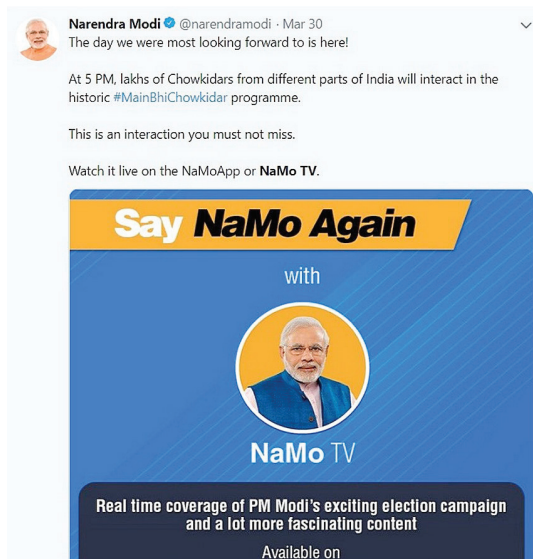 Narendra Modi @narendramodi · Mar 30
The day we were most looking forward to is here!
At 5 PM, lakhs of Chowkidars from different parts of India will interact in the
historic #MainBhiChowkidar programme.
This is an interaction you must not miss.
Watch it live on the NaMoApp or NaMo TV.
Say NaMo Again
with
NaMo TV
Real time coverage of PM Modi's exciting election campaign
and a lot more fascinating content
Available on